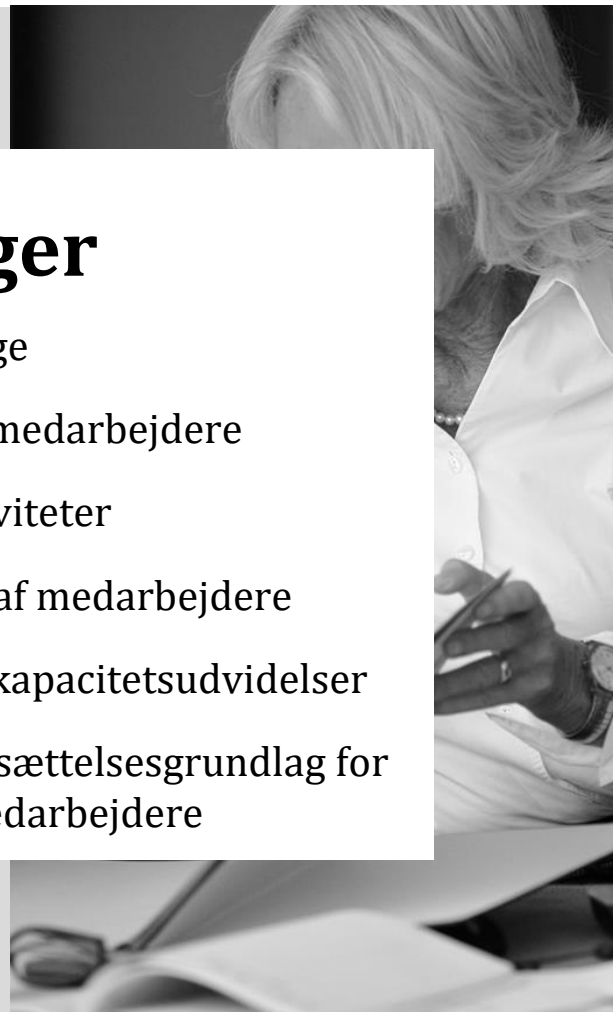 ger
ge
medarbejdere
viteter
af medarbejdere
kapacitetsudvidelser
sættelsesgrundlag for
edarbejdere